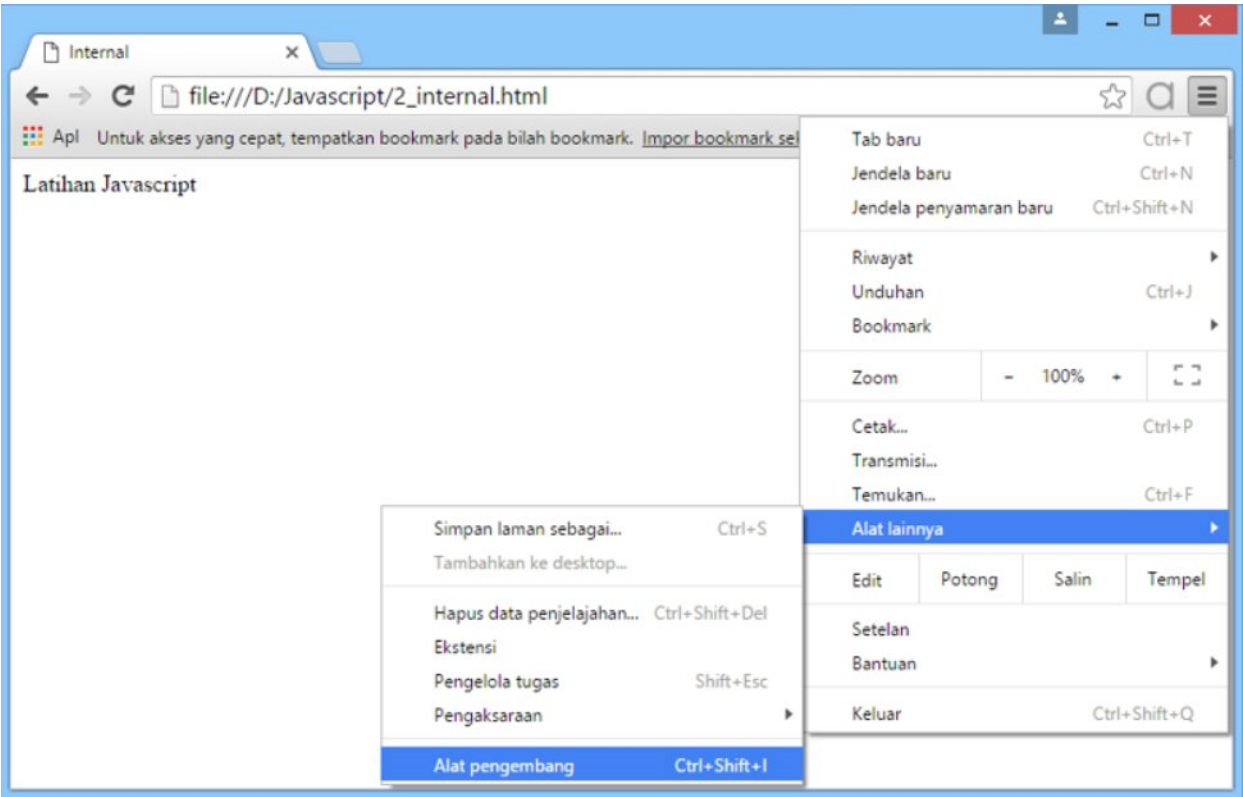 Internal
file:///D:/Javascript/2_internal.html
Apl Untuk akses yang cepat, tempatkan bookmark pada bilah bookmark. Impor bookmark sel
Latihan Javascript
Tab baru Ctrl+T
Jendela baru Ctrl+N
Jendela penyamaran baru Ctrl+Shift+N
Riwayat
Unduhan Ctrl+J
Bookmark
Zoom - 100% +
Cetak... Ctrl+P
Transmisi...
Temukan... Ctrl+F
Alat lainnya
Edit Potong Salin Tempel
Setelan
Bantuan
Keluar Ctrl+Shift+Q
Simpan laman sebagai... Ctrl+S
Tambahkan ke desktop...
Hapus data penjelajahan... Ctrl+Shift+Del
Ekstensi
Pengelola tugas Shift+Esc
Pengaksaraan
Alat pengembang Ctrl+Shift+I